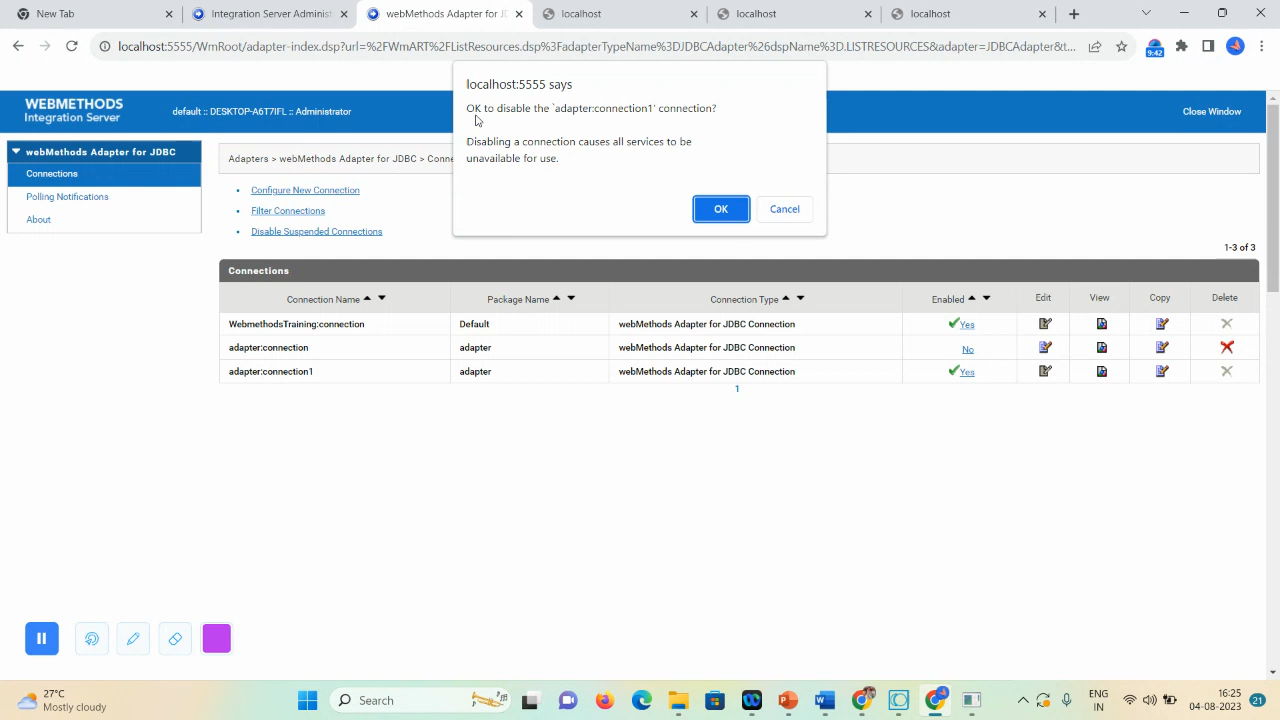 New Tab
Integration Server Administ
webMethods Adapter for J
localhost
localhost
localhost
localhost:5555/WmRoot/adapter-index.dsp?url=%2FWmART%2FListResources.dsp%3FadapterTypeName%3DJDBCAdapter%26dspName%3D.LISTRESOURCES&adapter=JDBCAdapter&t...
9:42
localhost:5555 says
OK to disable the `adapter:connection1' connection?
Disabling a connection causes all services to be
unavailable for use.
OK
Cancel
WEBMETHODS
Integration Server
default :: DESKTOP-A6T7IFL :: Administrator
Close Window
webMethods Adapter for JDBC
Connections
Polling Notifications
About
Adapters > webMethods Adapter for JDBC > Conne
Configure New Connection
Filter Connections
Disable Suspended Connections
1-3 of 3
Connections
Connection Name Package Name Connection Type Enabled Edit View Copy Delete
WebmethodsTraining:connection Default webMethods Adapter for JDBC Connection Yes
adapter:connection adapter webMethods Adapter for JDBC Connection No
adapter:connection1 adapter webMethods Adapter for JDBC Connection Yes
1
27°C
Mostly cloudy
Search
ENG
IN
16:25
04-08-2023
21